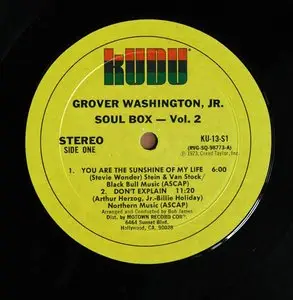 KUDU
GROVER WASHINGTON, JR.
SOUL BOX — Vol. 2
STEREO
SIDE ONE
KU-13-S1
(RVG-SQ-98773-A)
℗ 1973, Creed Taylor, Inc.
1. YOU ARE THE SUNSHINE OF MY LIFE 6:00
(Stevie Wonder) Stein & Van Stock/
Black Bull Music (ASCAP)
2. DON'T EXPLAIN 11:20
(Arthur Herzog, Jr.-Billie Holiday)
Northern Music (ASCAP)
Arranged and Conducted by Bob James
Dist. by MOTOWN RECORD CORP.
6464 Sunset Blvd.
Hollywood, CA. 90028